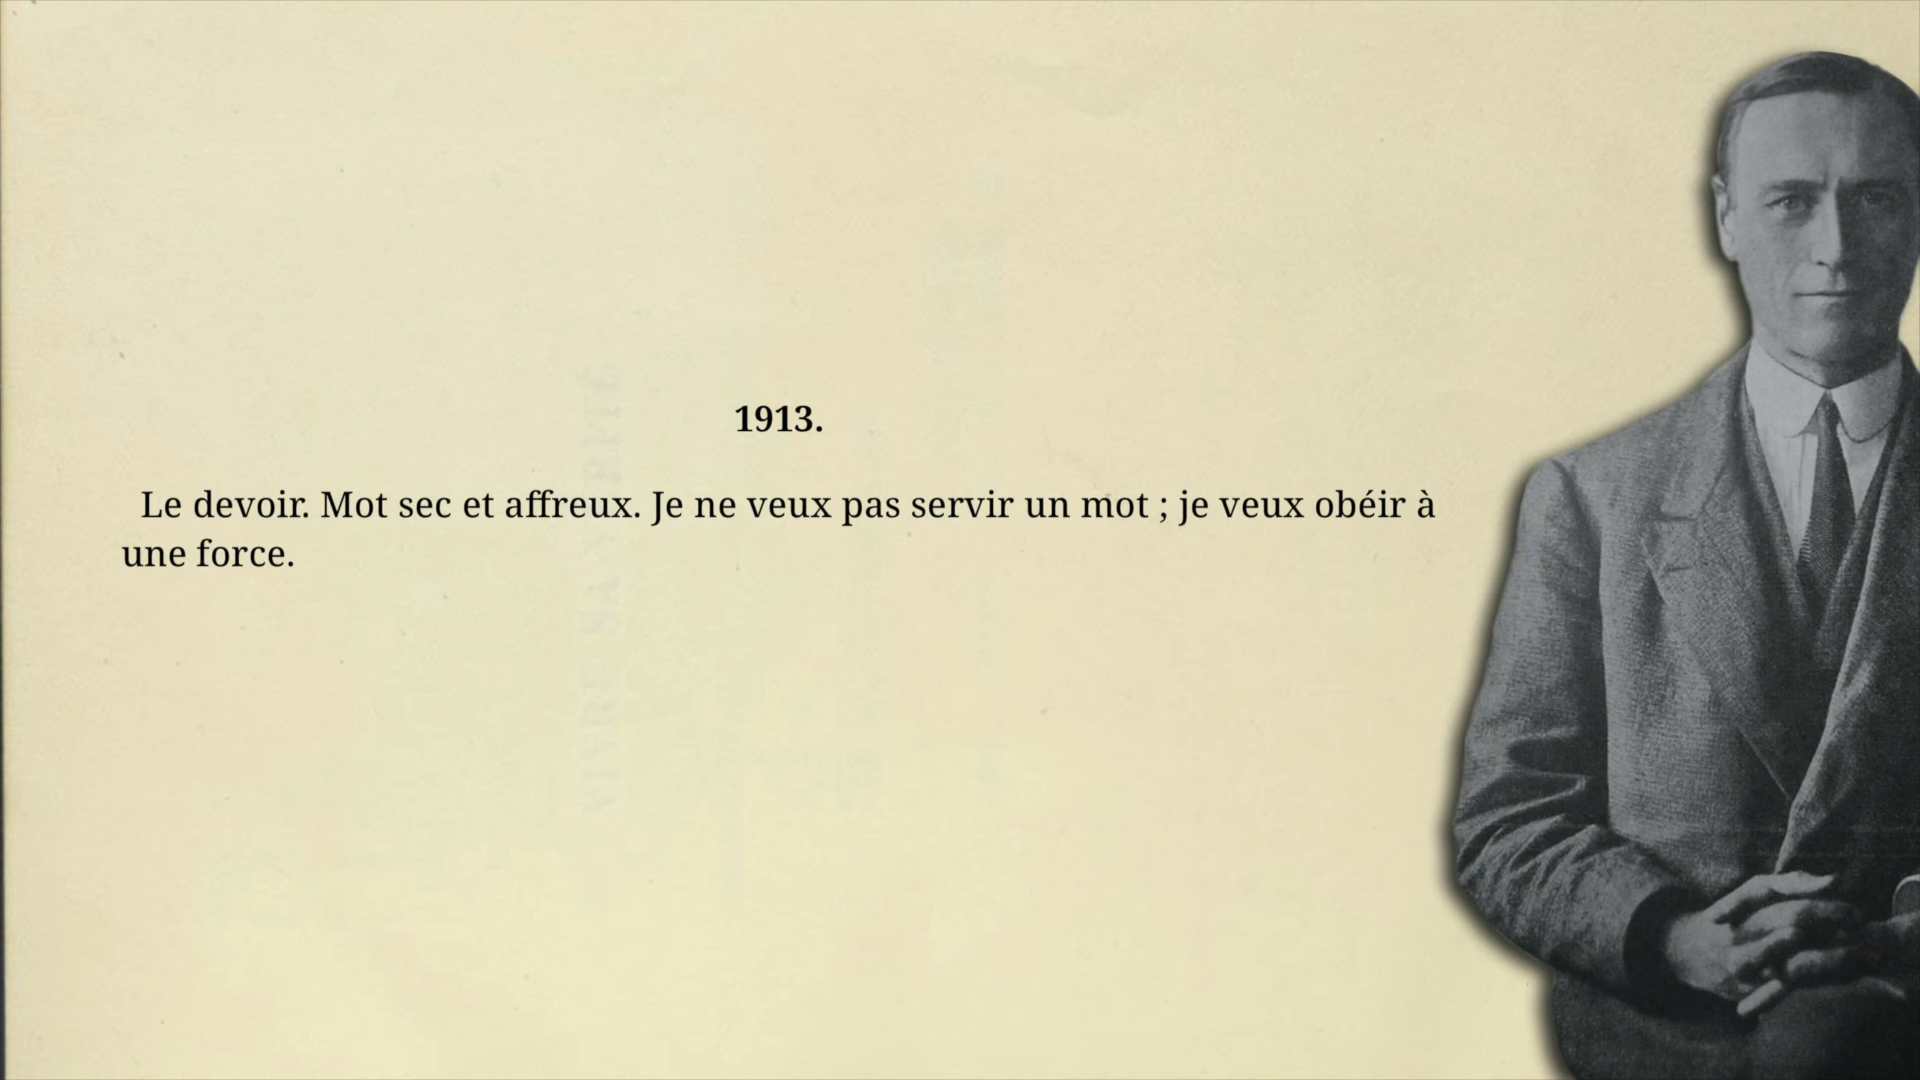 1913.
Le devoir. Mot sec et affreux. Je ne veux pas servir un mot ; je veux obéir à
une force.